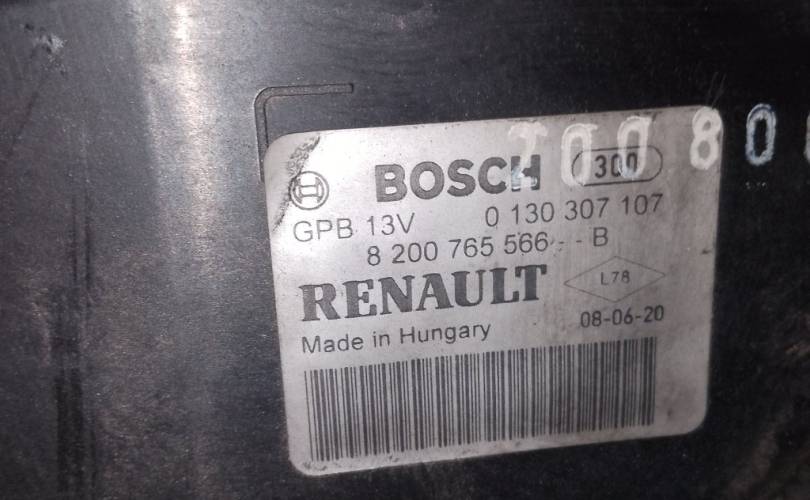 BOSCH 300
GPB 13V 0 130 307 107
8 200 765 566 - - B
RENAULT L78
Made in Hungary 08-06-20